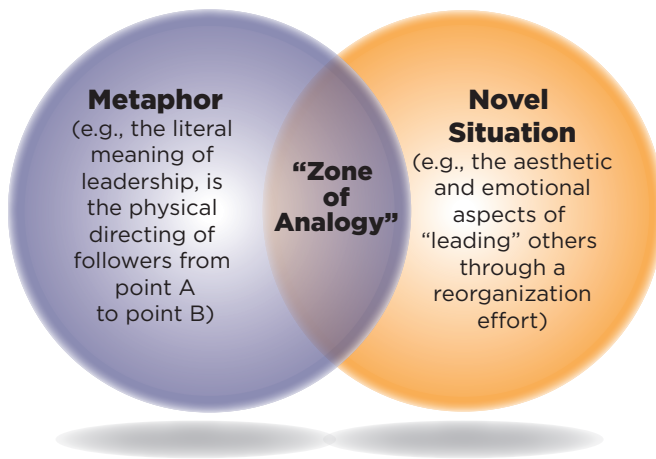 Metaphor
(e.g., the literal
meaning of
leadership, is
the physical
directing of
followers from
point A
to point B)
“Zone
of
Analogy”
Novel
Situation
(e.g., the aesthetic
and emotional
aspects of
“leading” others
through a
reorganization
effort)